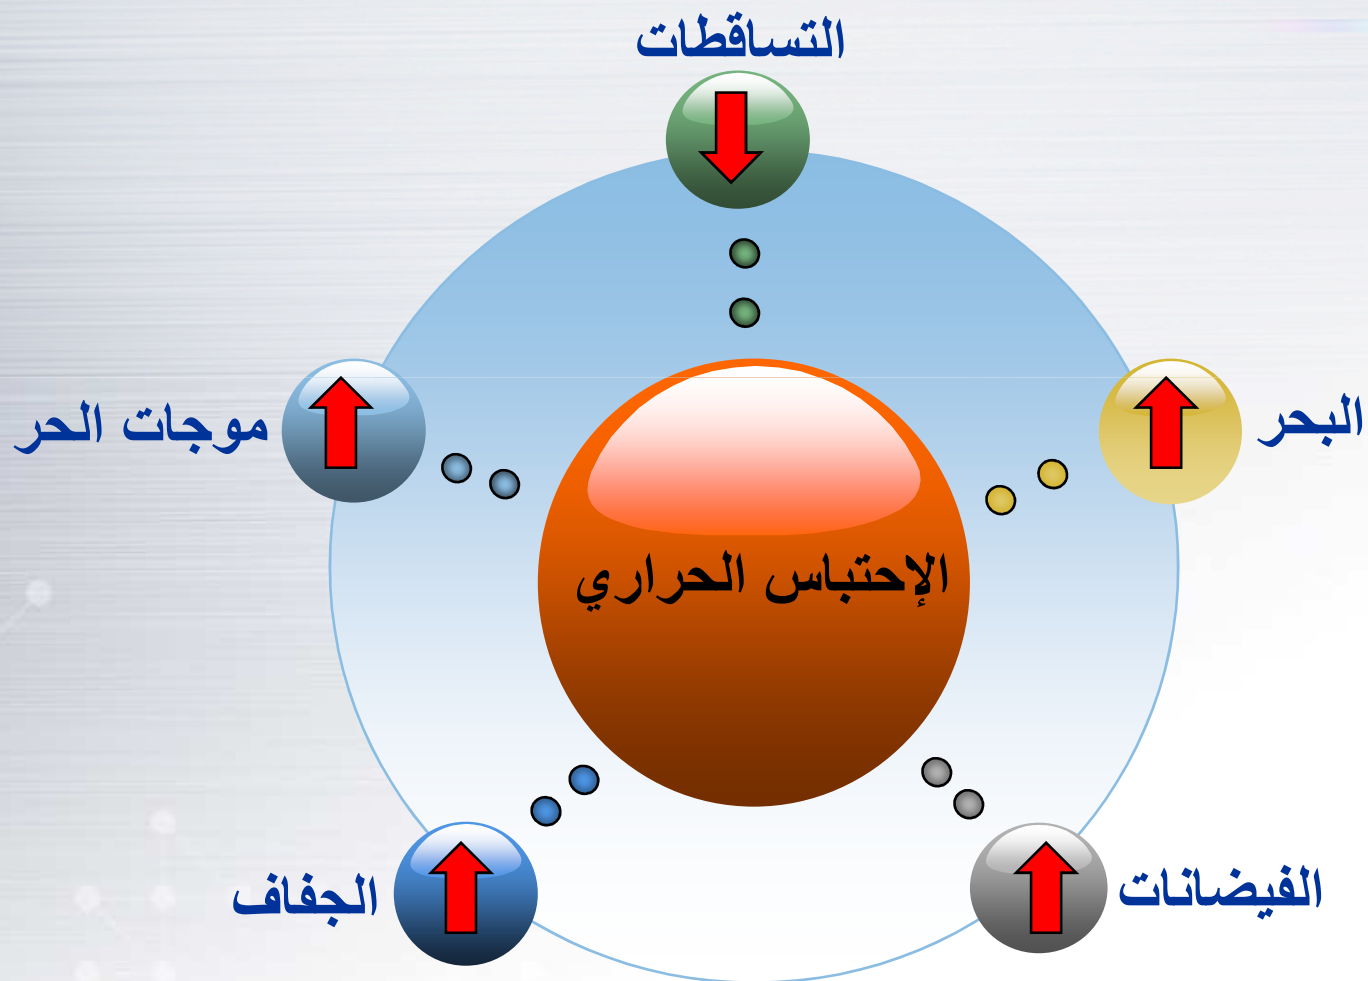 التساقطات
البحر
موجات الحر
الإحتباس الحراري
الفيضانات
الجفاف